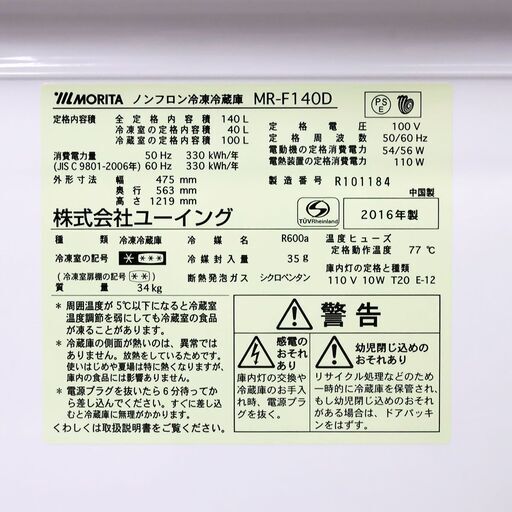 MORITA ノンフロン冷凍冷蔵庫 MR-F140D
定格内容積 全定格内容積 140 L
冷凍室の定格内容積 40 L
冷蔵室の定格内容積 100 L
消費電力量 50 Hz 330 kWh/年
(JIS C 9801-2006年) 60 Hz 330 kWh/年
外形寸法 幅 475 mm
奥行 563 mm
高さ 1219 mm
株式会社ユーイング
PSE
定格電圧 100 V
定格周波数 50/60 Hz
電動機の定格消費電力 54/56 W
電熱装置の定格消費電力 110 W
製造番号 R101184
中国製
TÜVRheinland
2016年製
種類 冷凍冷蔵庫
冷凍室の記号 ＊＊＊＊
(冷凍室扉棚の記号 ＊＊)
質量 34 kg
冷媒 R600a
冷媒封入量 35 g
断熱発泡ガス シクロペンタン
温度ヒューズ
定格動作温度 77 ℃
庫内灯の定格と種類
110 V 10W T20 E-12
＊周囲温度が5℃以下になると冷蔵室
温度調節を弱にしても冷蔵室の食品
が凍ることがあります。
＊冷蔵庫の側面が熱いのは、異常では
ありません。放熱をしているためです。
使いはじめや夏場は特に熱くなります。
庫内の食品には影響ありません。
＊電源プラグを抜いたら6分待ってか
ら差し込んでください。すぐに差し込
むと冷蔵庫に無理がかかります。
くわしくは取扱説明書をご覧ください。
警告
感電の
おそれ
あり
庫内灯の交換や
冷蔵庫のお手入
れ時、電源プラ
グを抜く。
幼児閉じ込めの
おそれあり
リサイクル処理などのため
一時的に冷蔵庫を保管され、
もし幼児閉じ込めのおそれ
がある場合は、ドアパッキ
ンをはずす。